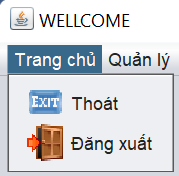 WELLCOME
Trang chủ Quản lý
EXIT Thoát
Đăng xuất